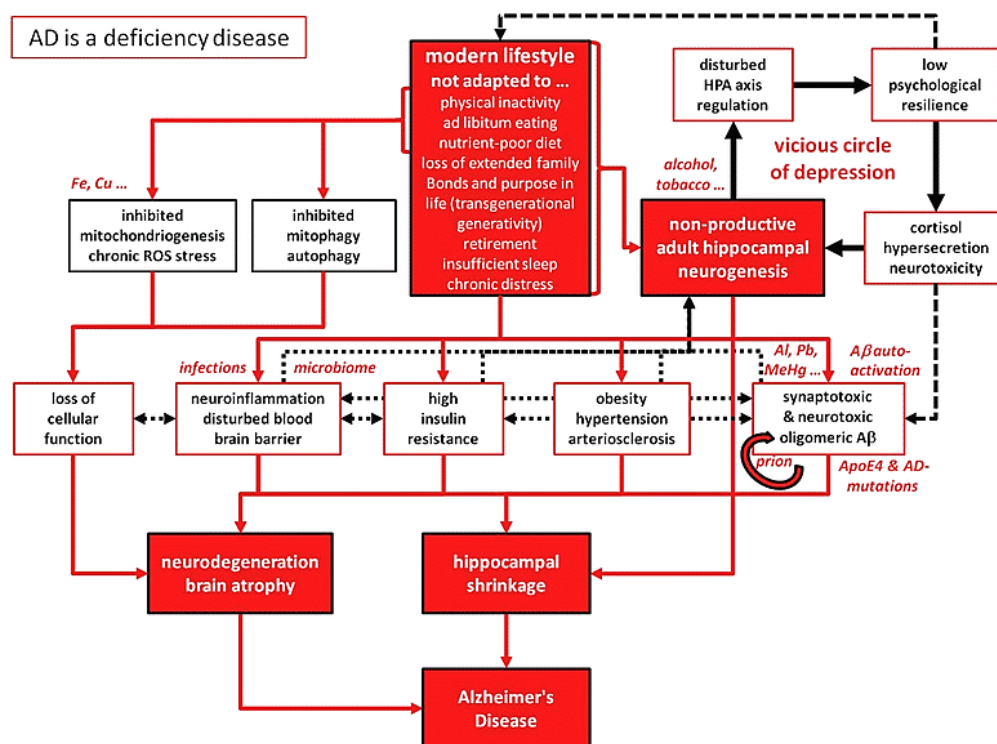 AD is a deficiency disease
modern lifestyle
not adapted to ...
physical inactivity
ad libitum eating
nutrient-poor diet
loss of extended family
Bonds and purpose in
life (transgenerational
generativity)
retirement
insufficient sleep
chronic distress
disturbed
HPA axis
regulation
low
psychological
resilience
vicious circle
of depression
alcohol,
tobacco ...
Fe, Cu ...
inhibited
mitochondriogenesis
chronic ROS stress
inhibited
mitophagy
autophagy
non-productive
adult hippocampal
neurogenesis
cortisol
hypersecretion
neurotoxicity
infections
microbiome
Al, Pb,
MeHg ...
Aβ auto-
activation
loss of
cellular
function
neuroinflammation
disturbed blood
brain barrier
high
insulin
resistance
obesity
hypertension
arteriosclerosis
synaptotoxic
& neurotoxic
oligomeric Aβ
prion
ApoE4 & AD-
mutations
neurodegeneration
brain atrophy
hippocampal
shrinkage
Alzheimer's
Disease